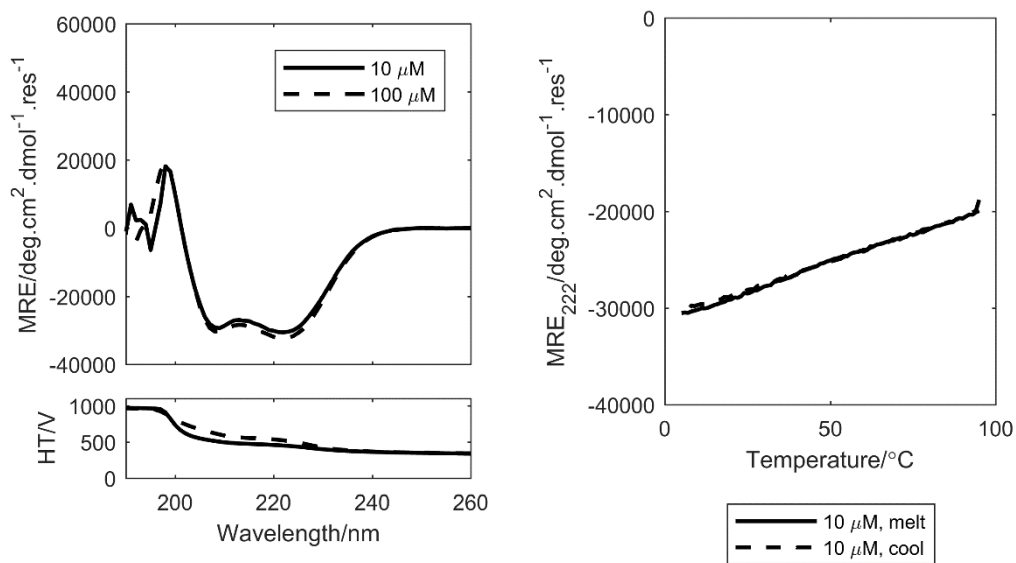 60000
40000
20000
0
-20000
-40000
MRE/deg.cm² .dmol⁻¹.res⁻¹
10 μM
100 μM
1000
500
0
HT/V
200 220 240 260
Wavelength/nm
0
-10000
-20000
-30000
-40000
MRE₂₂₂/deg.cm² .dmol⁻¹.res⁻¹
0 50 100
Temperature/°C
10 μM, melt
10 μM, cool